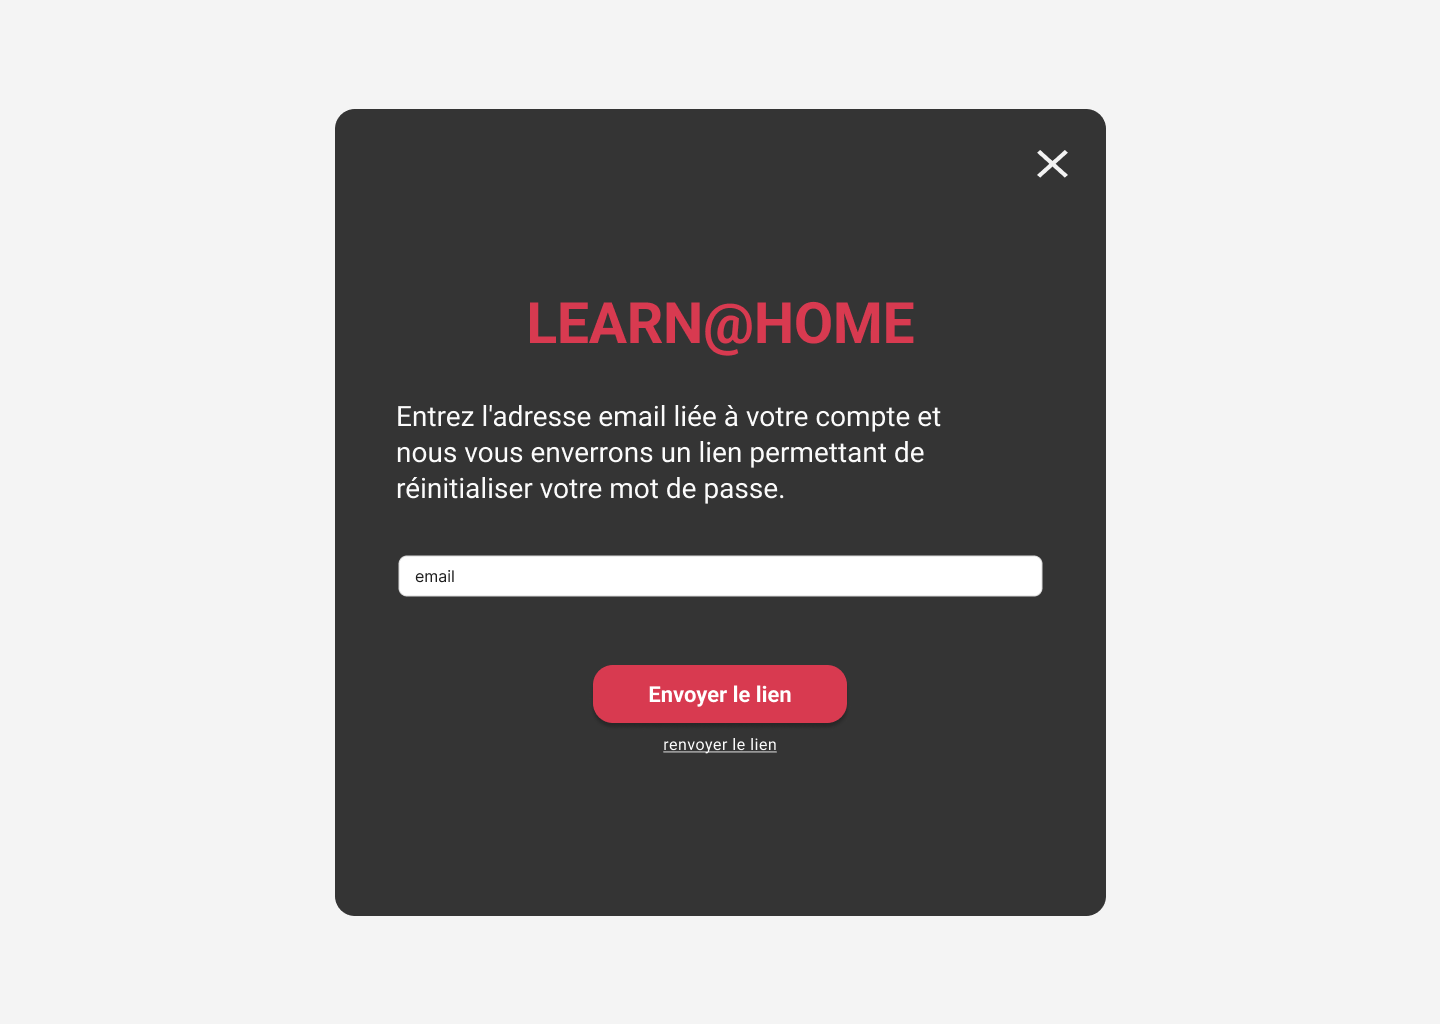 LEARN@HOME
Entrez l'adresse email liée à votre compte et
nous vous enverrons un lien permettant de
réinitialiser votre mot de passe.
email
Envoyer le lien
renvoyer le lien